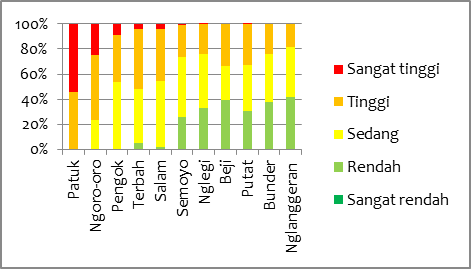 100%
80%
60%
40%
20%
0%
Patuk
Ngoro-oro
Pengok
Terbah
Salam
Semoyo
Nglegi
Beji
Putat
Bunder
Nglanggeran
Sangat tinggi
Tinggi
Sedang
Rendah
Sangat rendah